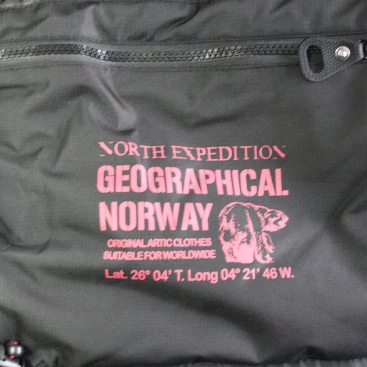 NORTH EXPEDITION
GEOGRAPHICAL
NORWAY
ORIGINAL ARTIC CLOTHES
SUITABLE FOR WORLDWIDE
Lat. 26° 04' T. Long 04° 21' 46 W.